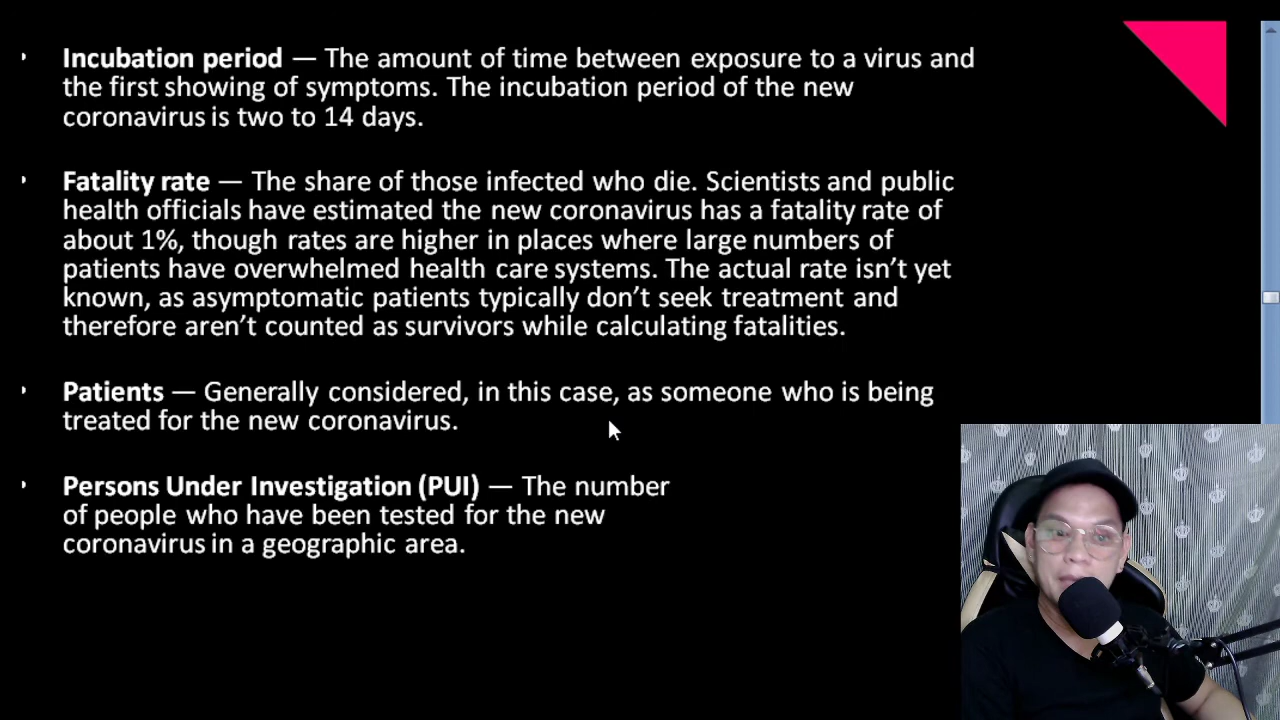 Incubation period — The amount of time between exposure to a virus and
the first showing of symptoms. The incubation period of the new
coronavirus is two to 14 days.
Fatality rate — The share of those infected who die. Scientists and public
health officials have estimated the new coronavirus has a fatality rate of
about 1%, though rates are higher in places where large numbers of
patients have overwhelmed health care systems. The actual rate isn’t yet
known, as asymptomatic patients typically don’t seek treatment and
therefore aren’t counted as survivors while calculating fatalities.
Patients — Generally considered, in this case, as someone who is being
treated for the new coronavirus.
Persons Under Investigation (PUI) — The number
of people who have been tested for the new
coronavirus in a geographic area.